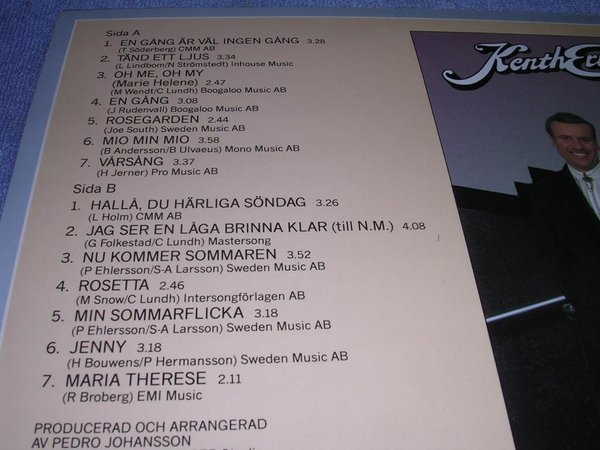 Sida A
1. EN GÅNG ÄR VÄL INGEN GÅNG 3.28
(T Söderberg) CMM AB
2. TÄND ETT LJUS 3.34
(L Lindbom/N Strömstedt) Inhouse Music
3. OH ME, OH MY
(Marie Helene) 2.47
(M Wendt/C Lundh) Boogaloo Music AB
4. EN GÅNG 3.08
(J Rudenvall) Boogaloo Music AB
5. ROSEGARDEN 2.44
(Joe South) Sweden Music AB
6. MIO MIN MIO 3.58
(B Andersson/B Ulvaeus) Mono Music AB
7. VÅRSÅNG 3.37
(H Jerner) Pro Music AB
Sida B
1. HALLÅ, DU HÄRLIGA SÖNDAG 3.26
(L Holm) CMM AB
2. JAG SER EN LÅGA BRINNA KLAR (till N.M.) 4.08
(G Folkestad/C Lundh) Mastersong
3. NU KOMMER SOMMAREN 3.52
(P Ehlersson/S-A Larsson) Sweden Music AB
4. ROSETTA 2.46
(M Snow/C Lundh) Intersongförlagen AB
5. MIN SOMMARFLICKA 3.18
(P Ehlersson/S-A Larsson) Sweden Music AB
6. JENNY 3.18
(H Bouwens/P Hermansson) Sweden Music AB
7. MARIA THERESE 2.11
(R Broberg) EMI Music
PRODUCERAD OCH ARRANGERAD
AV PEDRO JOHANSSON
Kenth